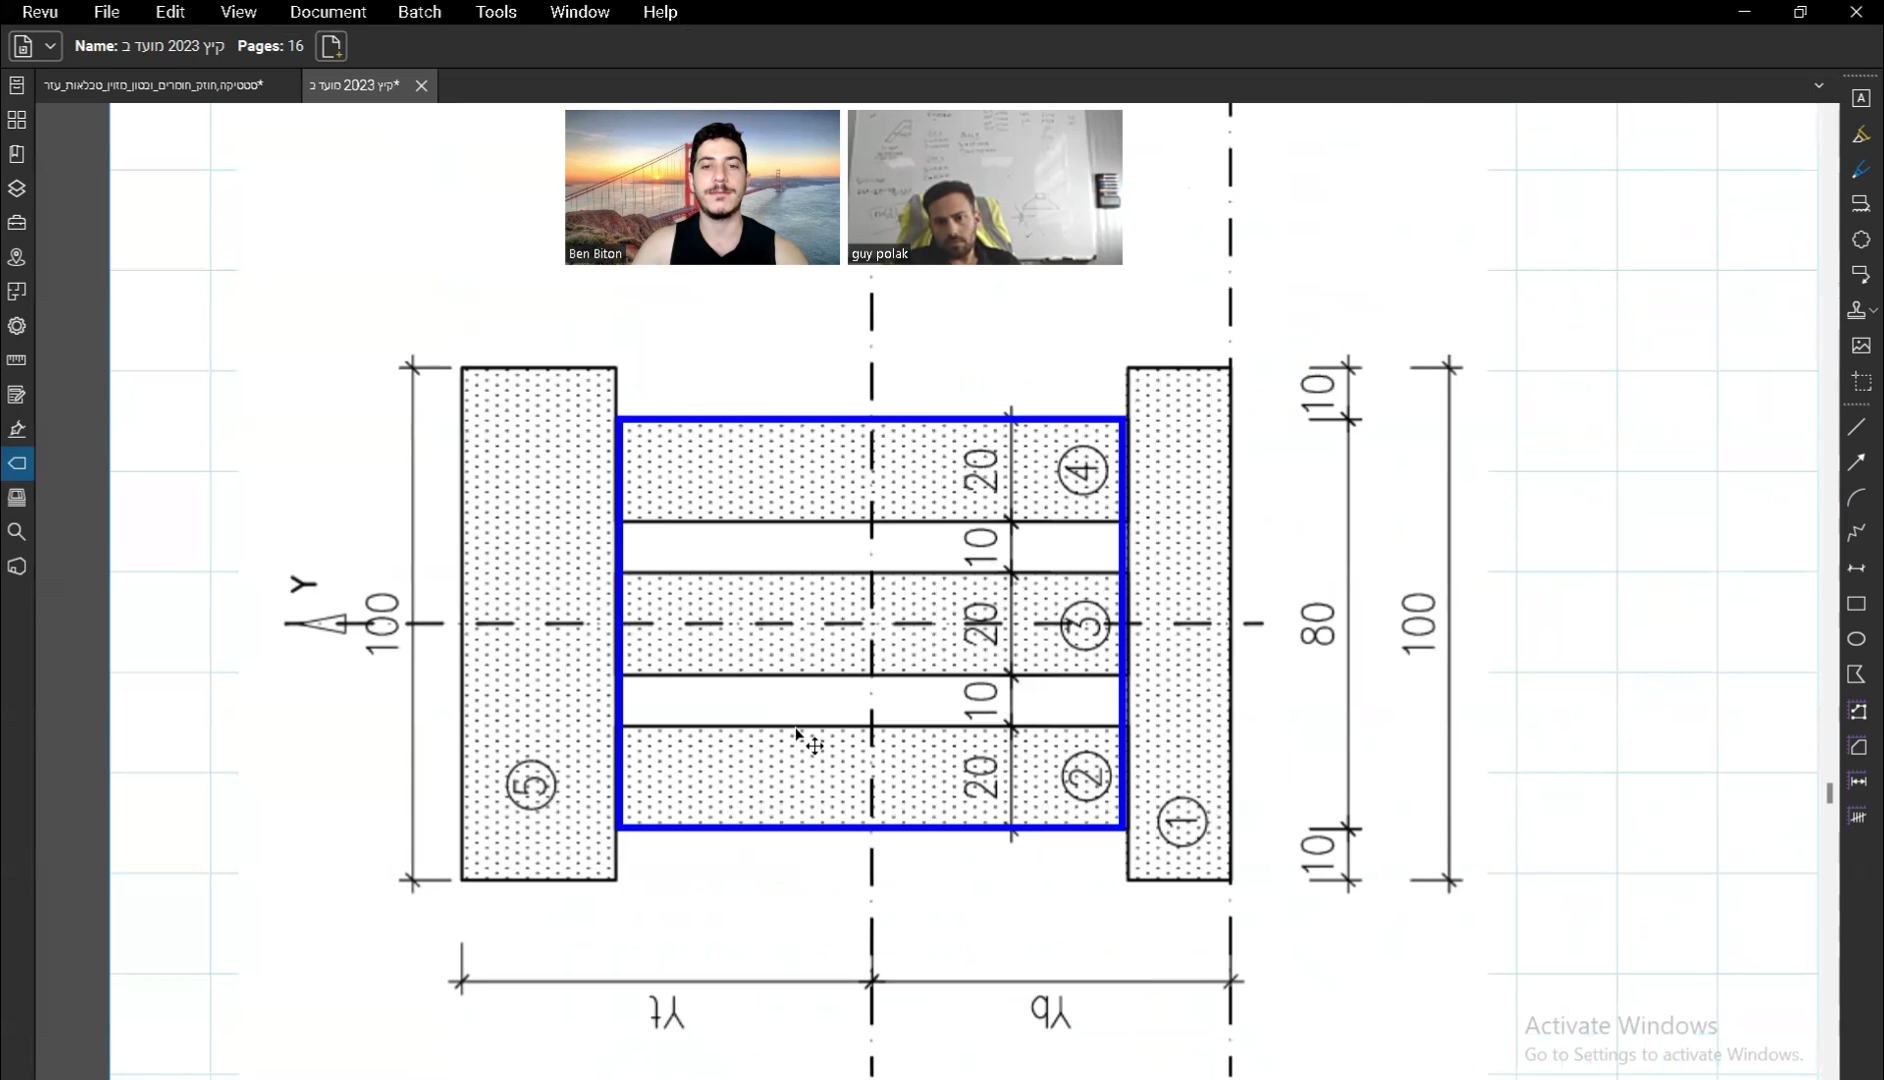 Revu File Edit View Document Batch Tools Window Help
Name: קיץ 2023 מועד ב Pages: 16
סטטיקה,חוזק_חומרים_ובטון_מזוין_טבלאות_עזר*
קיץ 2023 מועד ב*
Ben Biton
guy polak
10
20
4
10
Y
100
20
3
80
100
10
20
2
5
1
10
Yt
Yb
Activate Windows
Go to Settings to activate Windows.